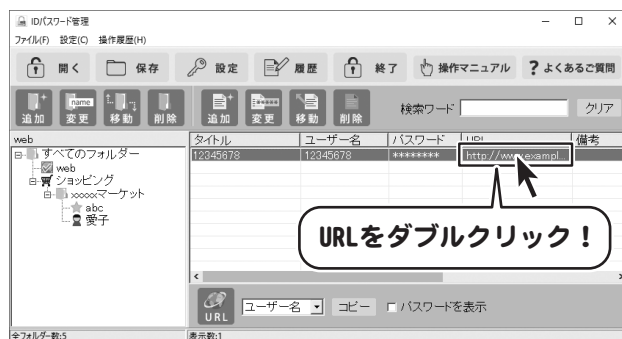 IDパスワード管理
ファイル(F) 設定(C) 操作履歴(H)
開く 保存 設定 履歴 終了 操作マニュアル ?よくあるご質問
name
追加 変更 移動 削除 追加 変更 移動 削除 検索ワード クリア
web
タイトル ユーザー名 パスワード URL 備考
すべてのフォルダー
12345678 12345678 ******** http://www.exampl...
web
ショッピング
xxxxxマーケット
abc
愛子
URLをダブルクリック!
URL ユーザー名 コピー パスワードを表示
全フォルダー数:5 表示数:1